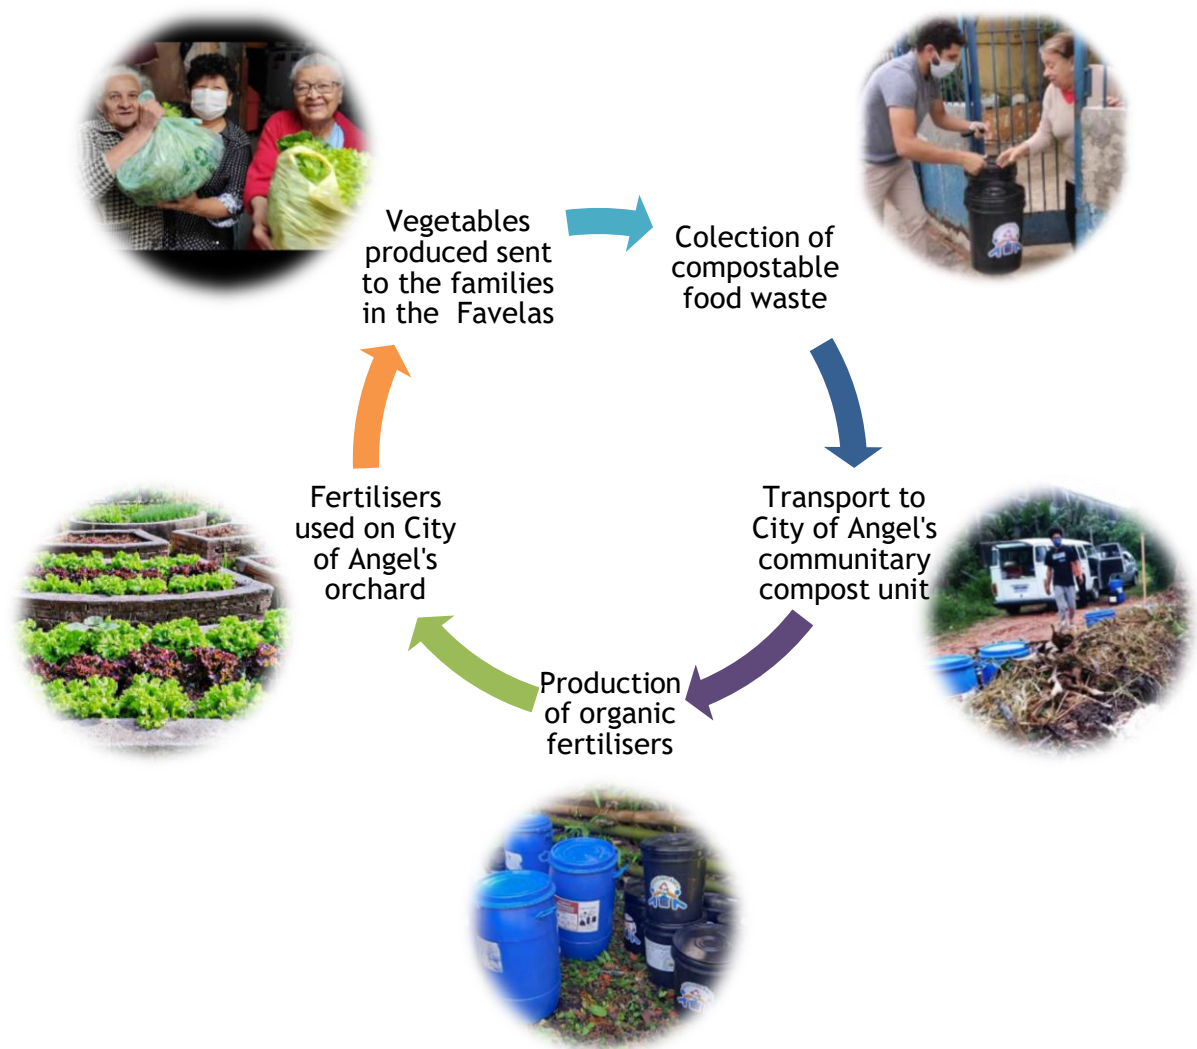 Vegetables
produced sent
to the families
in the  Favelas
Colection of
compostable
food waste
Transport to
City of Angel's
communitary
compost unit
Production
of organic
fertilisers
Fertilisers
used on City
of Angel's
orchard